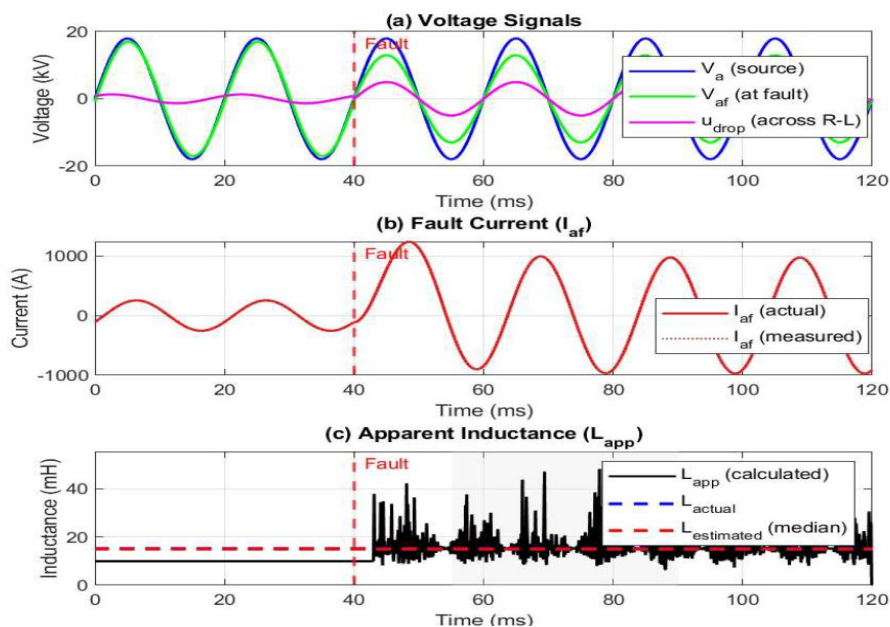 (a) Voltage Signals
20
0
-20
Voltage (kV)
Fault
V_a (source)
V_af (at fault)
u_drop (across R-L)
0 20 40 60 80 100 120
Time (ms)
(b) Fault Current (I_af)
1000
0
-1000
Current (A)
Fault
I_af (actual)
I_af (measured)
0 20 40 60 80 100 120
Time (ms)
(c) Apparent Inductance (L_app)
40
20
0
Inductance (mH)
Fault
L_app (calculated)
L_actual
L_estimated (median)
0 20 40 60 80 100 120
Time (ms)